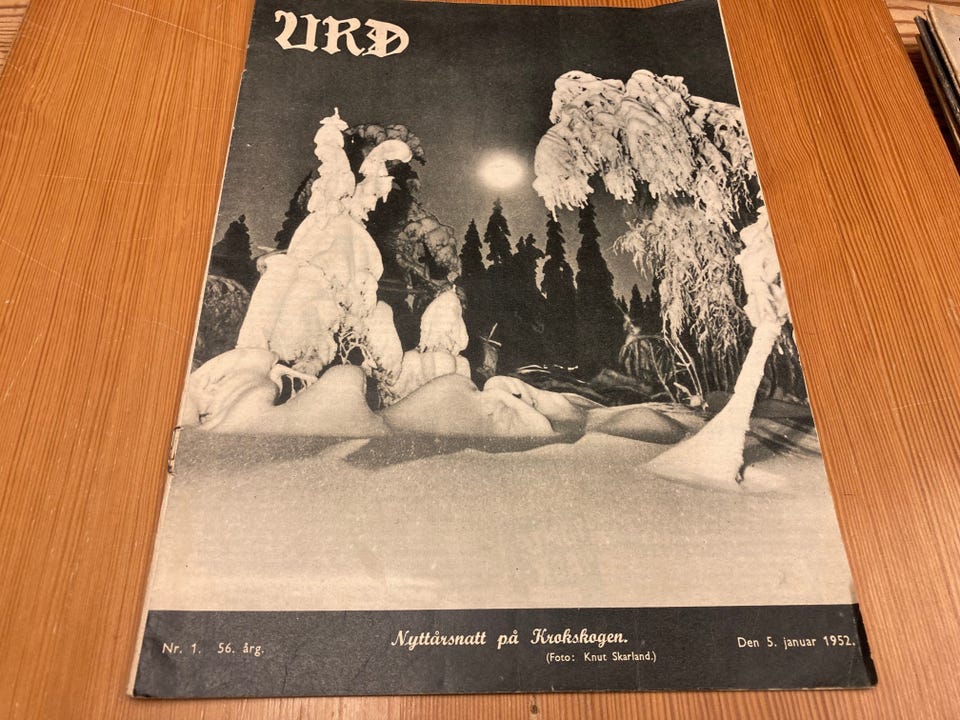 URD
Nr. 1. 56. årg.
Nyttårsnatt på Krokskogen.
(Foto: Knut Skarland.)
Den 5. januar 1952.